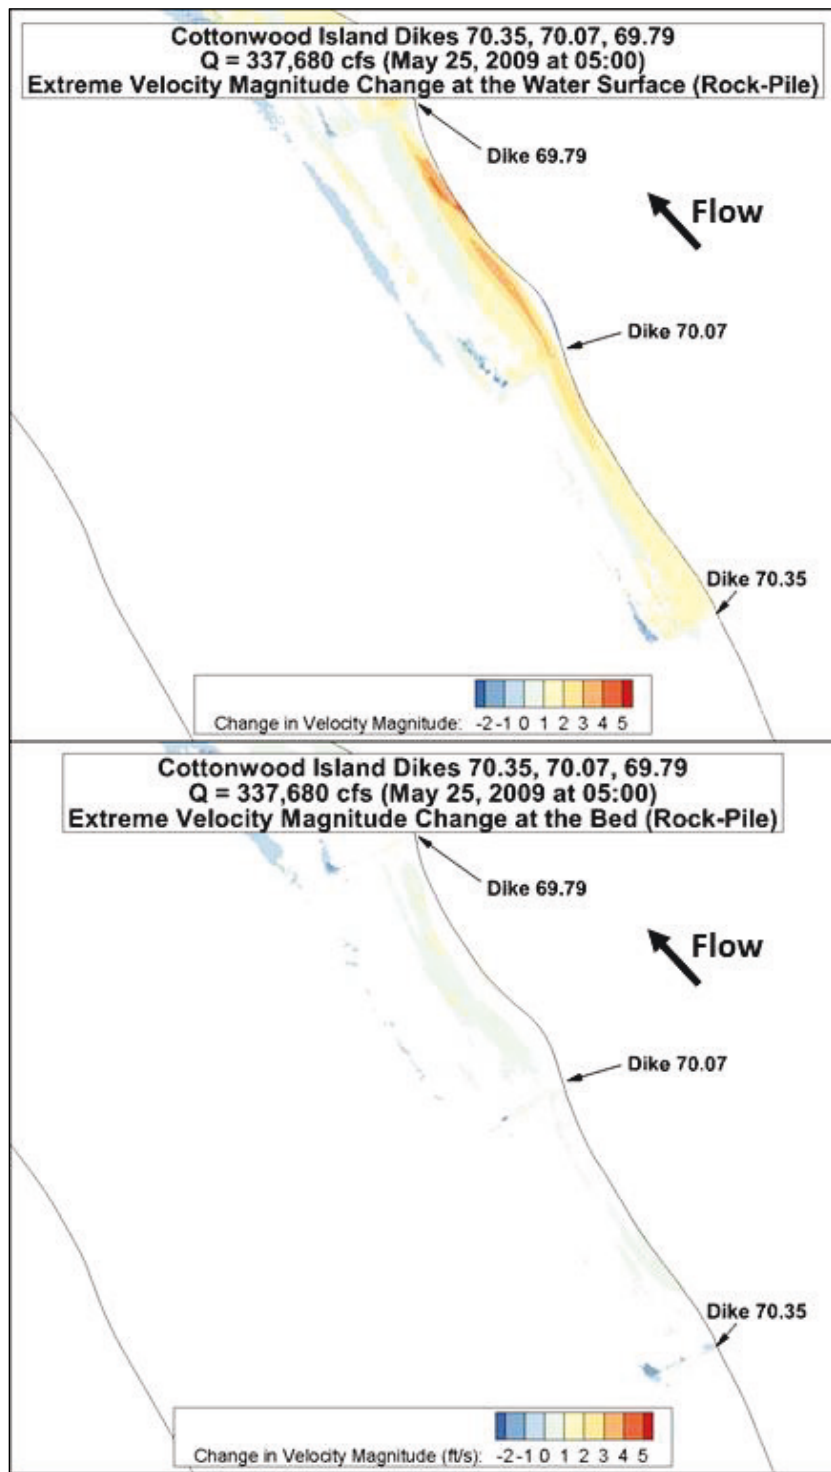 Cottonwood Island Dikes 70.35, 70.07, 69.79
Q = 337,680 cfs (May 25, 2009 at 05:00)
Extreme Velocity Magnitude Change at the Water Surface (Rock-Pile)
Dike 69.79
Flow
Dike 70.07
Dike 70.35
Change in Velocity Magnitude: -2 -1 0 1 2 3 4 5
Cottonwood Island Dikes 70.35, 70.07, 69.79
Q = 337,680 cfs (May 25, 2009 at 05:00)
Extreme Velocity Magnitude Change at the Bed (Rock-Pile)
Dike 69.79
Flow
Dike 70.07
Dike 70.35
Change in Velocity Magnitude (ft/s): -2 -1 0 1 2 3 4 5